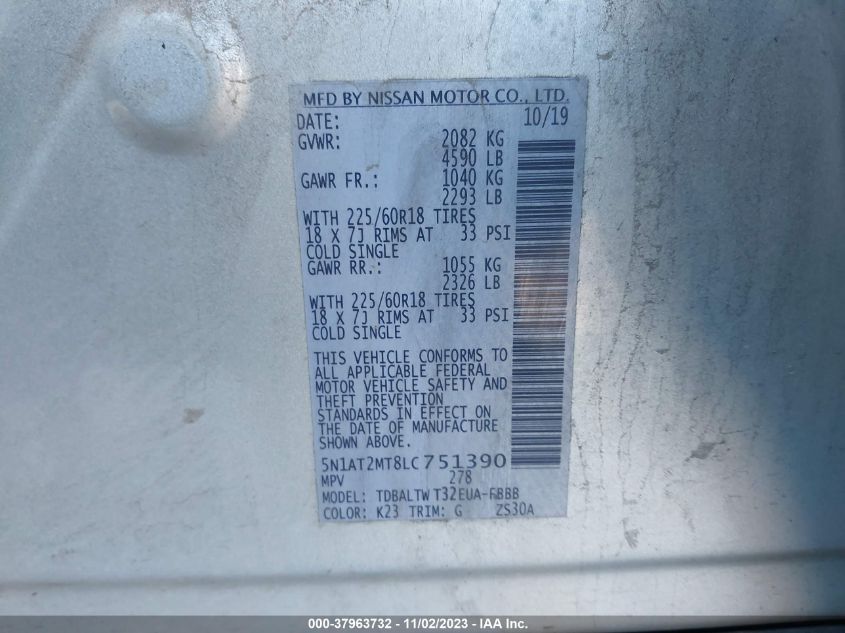 MFD BY NISSAN MOTOR CO., LTD.
DATE: 10/19
GVWR: 2082 KG
4590 LB
GAWR FR.: 1040 KG
2293 LB
WITH 225/60R18 TIRES
18 X 7J RIMS AT 33 PSI
COLD SINGLE
GAWR RR.: 1055 KG
2326 LB
WITH 225/60R18 TIRES
18 X 7J RIMS AT 33 PSI
COLD SINGLE
THIS VEHICLE CONFORMS TO
ALL APPLICABLE FEDERAL
MOTOR VEHICLE SAFETY AND
THEFT PREVENTION
STANDARDS IN EFFECT ON
THE DATE OF MANUFACTURE
SHOWN ABOVE.
5N1AT2MT8LC751390
MPV 278
MODEL: TDBALTW T32EUA-FBBB
COLOR: K23 TRIM: G ZS30A
000-37963732 - 11/02/2023 - IAAI.com